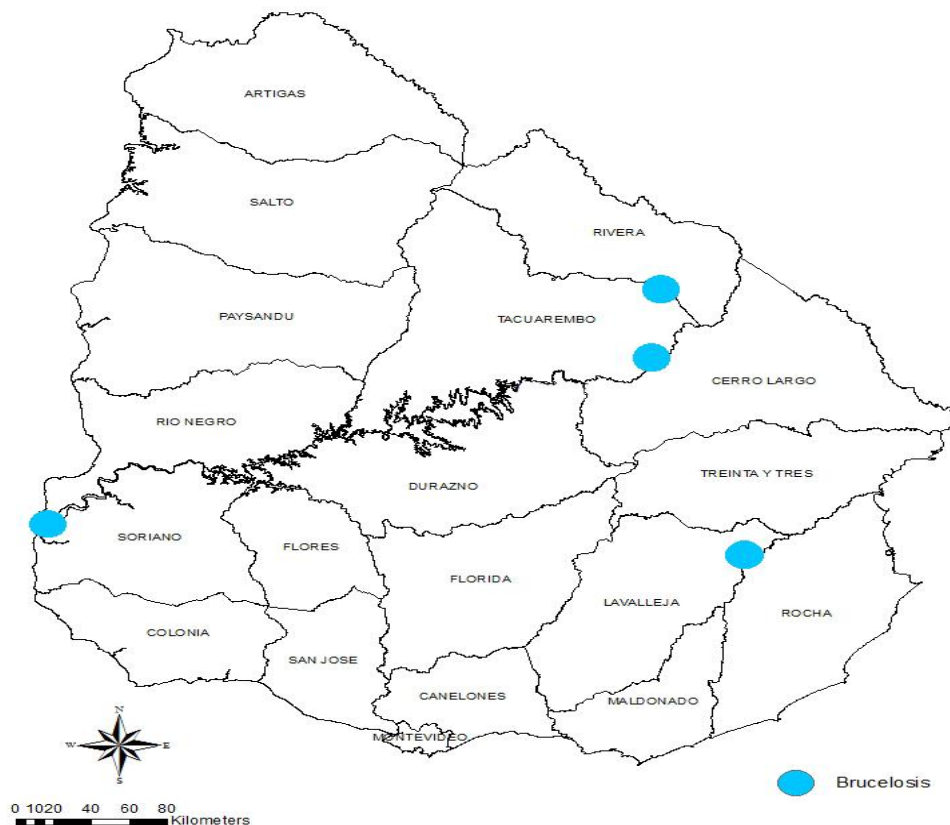 ARTIGAS
SALTO
RIVERA
PAYSANDU
TACUAREMBO
CERRO LARGO
RIO NEGRO
TREINTA Y TRES
DURAZNO
SORIANO
FLORES
FLORIDA
LAVALLEJA
ROCHA
COLONIA
SAN JOSE
CANELONES
MALDONADO
MONTEVIDEO
N
W E
S
Brucelosis
0 1020 40 60 80
Kilometers